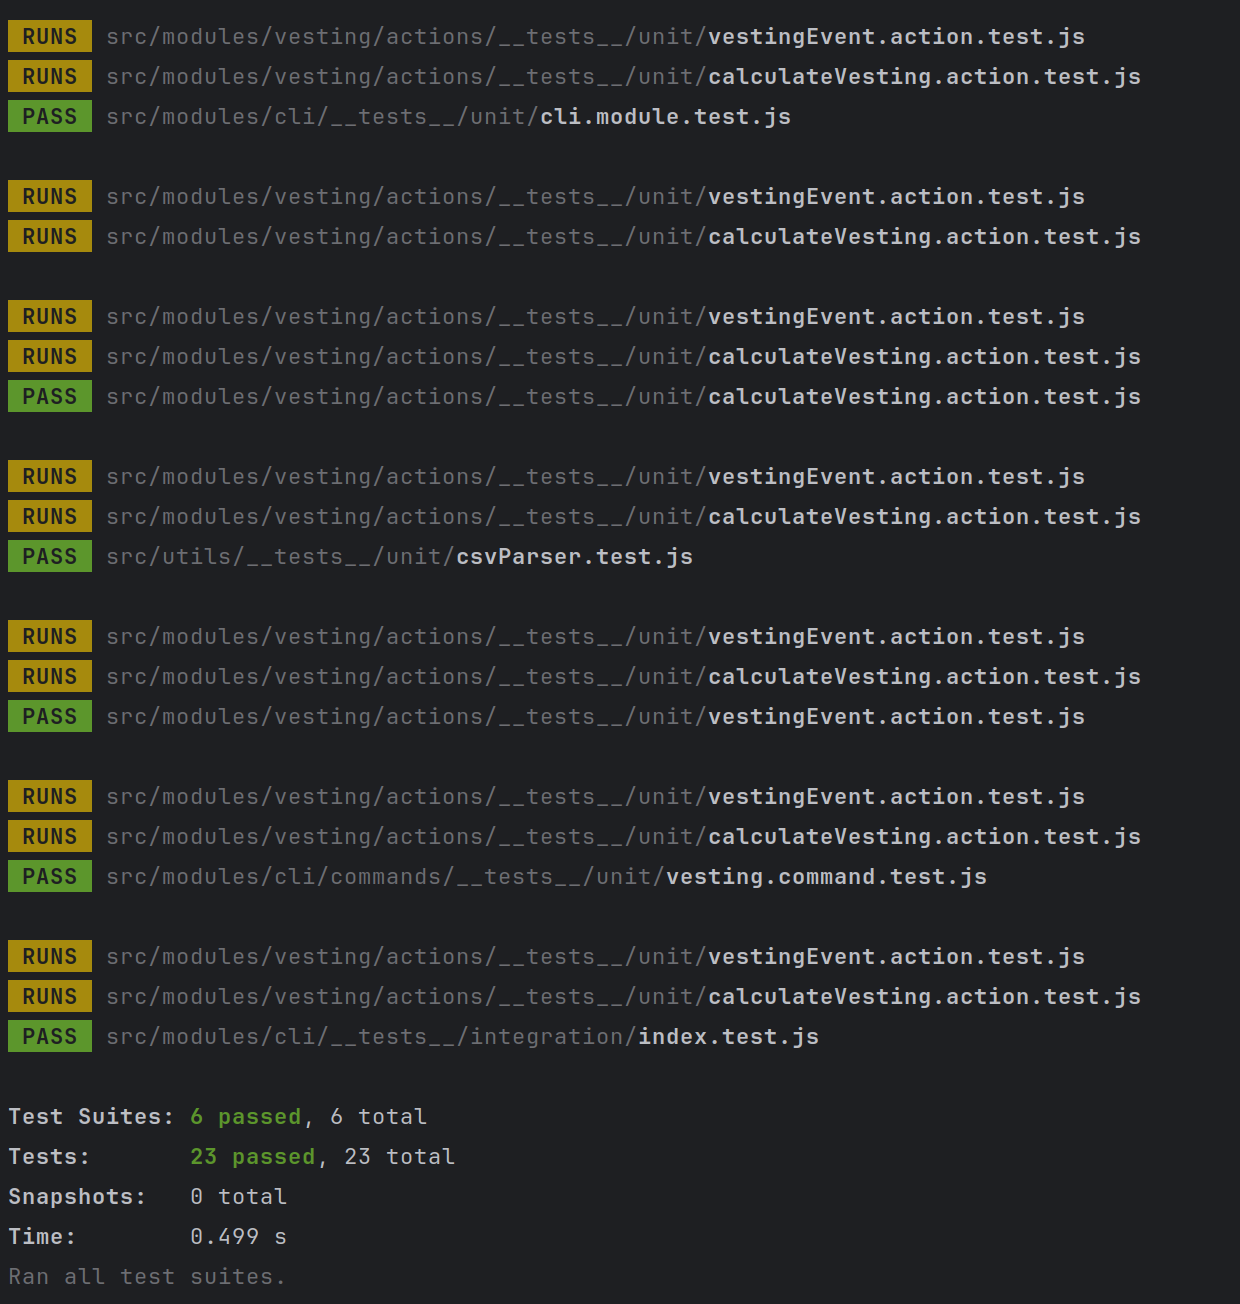 RUNS src/modules/vesting/actions/__tests__/unit/vestingEvent.action.test.js
RUNS src/modules/vesting/actions/__tests__/unit/calculateVesting.action.test.js
PASS src/modules/cli/__tests__/unit/cli.module.test.js
RUNS src/modules/vesting/actions/__tests__/unit/vestingEvent.action.test.js
RUNS src/modules/vesting/actions/__tests__/unit/calculateVesting.action.test.js
RUNS src/modules/vesting/actions/__tests__/unit/vestingEvent.action.test.js
RUNS src/modules/vesting/actions/__tests__/unit/calculateVesting.action.test.js
PASS src/modules/vesting/actions/__tests__/unit/calculateVesting.action.test.js
RUNS src/modules/vesting/actions/__tests__/unit/vestingEvent.action.test.js
RUNS src/modules/vesting/actions/__tests__/unit/calculateVesting.action.test.js
PASS src/utils/__tests__/unit/csvParser.test.js
RUNS src/modules/vesting/actions/__tests__/unit/vestingEvent.action.test.js
RUNS src/modules/vesting/actions/__tests__/unit/calculateVesting.action.test.js
PASS src/modules/vesting/actions/__tests__/unit/vestingEvent.action.test.js
RUNS src/modules/vesting/actions/__tests__/unit/vestingEvent.action.test.js
RUNS src/modules/vesting/actions/__tests__/unit/calculateVesting.action.test.js
PASS src/modules/cli/commands/__tests__/unit/vesting.command.test.js
RUNS src/modules/vesting/actions/__tests__/unit/vestingEvent.action.test.js
RUNS src/modules/vesting/actions/__tests__/unit/calculateVesting.action.test.js
PASS src/modules/cli/__tests__/integration/index.test.js
Test Suites: 6 passed, 6 total
Tests: 23 passed, 23 total
Snapshots: 0 total
Time: 0.499 s
Ran all test suites.